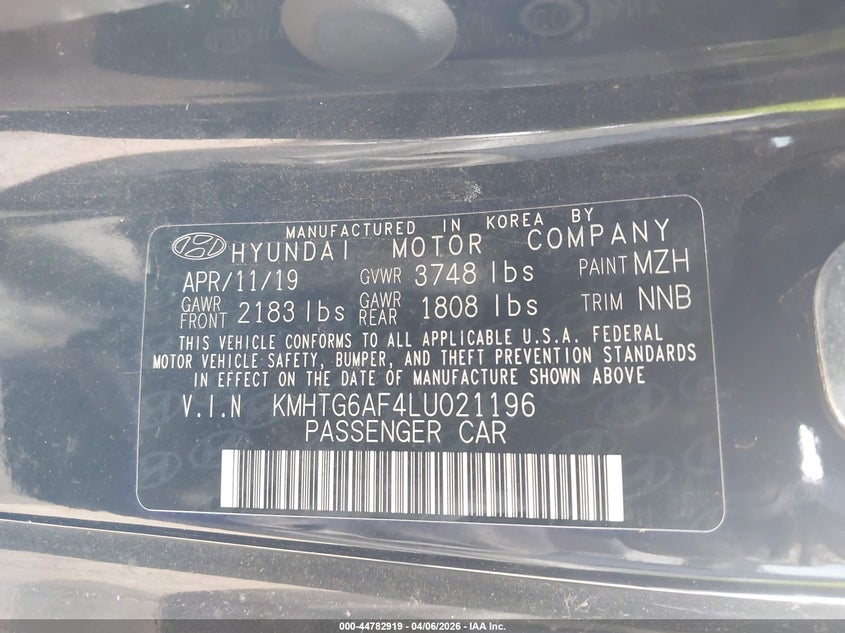 MANUFACTURED IN KOREA BY
HYUNDAI MOTOR COMPANY
APR/11/19 GVWR 3748 lbs PAINT MZH
GAWR FRONT 2183 lbs GAWR REAR 1808 lbs TRIM NNB
THIS VEHICLE CONFORMS TO ALL APPLICABLE U.S.A. FEDERAL
MOTOR VEHICLE SAFETY, BUMPER, AND THEFT PREVENTION STANDARDS
IN EFFECT ON THE DATE OF MANUFACTURE SHOWN ABOVE
V.I.N KMHTG6AF4LU021196
PASSENGER CAR
000-44782919 - 04/06/2026 - IAA Inc.